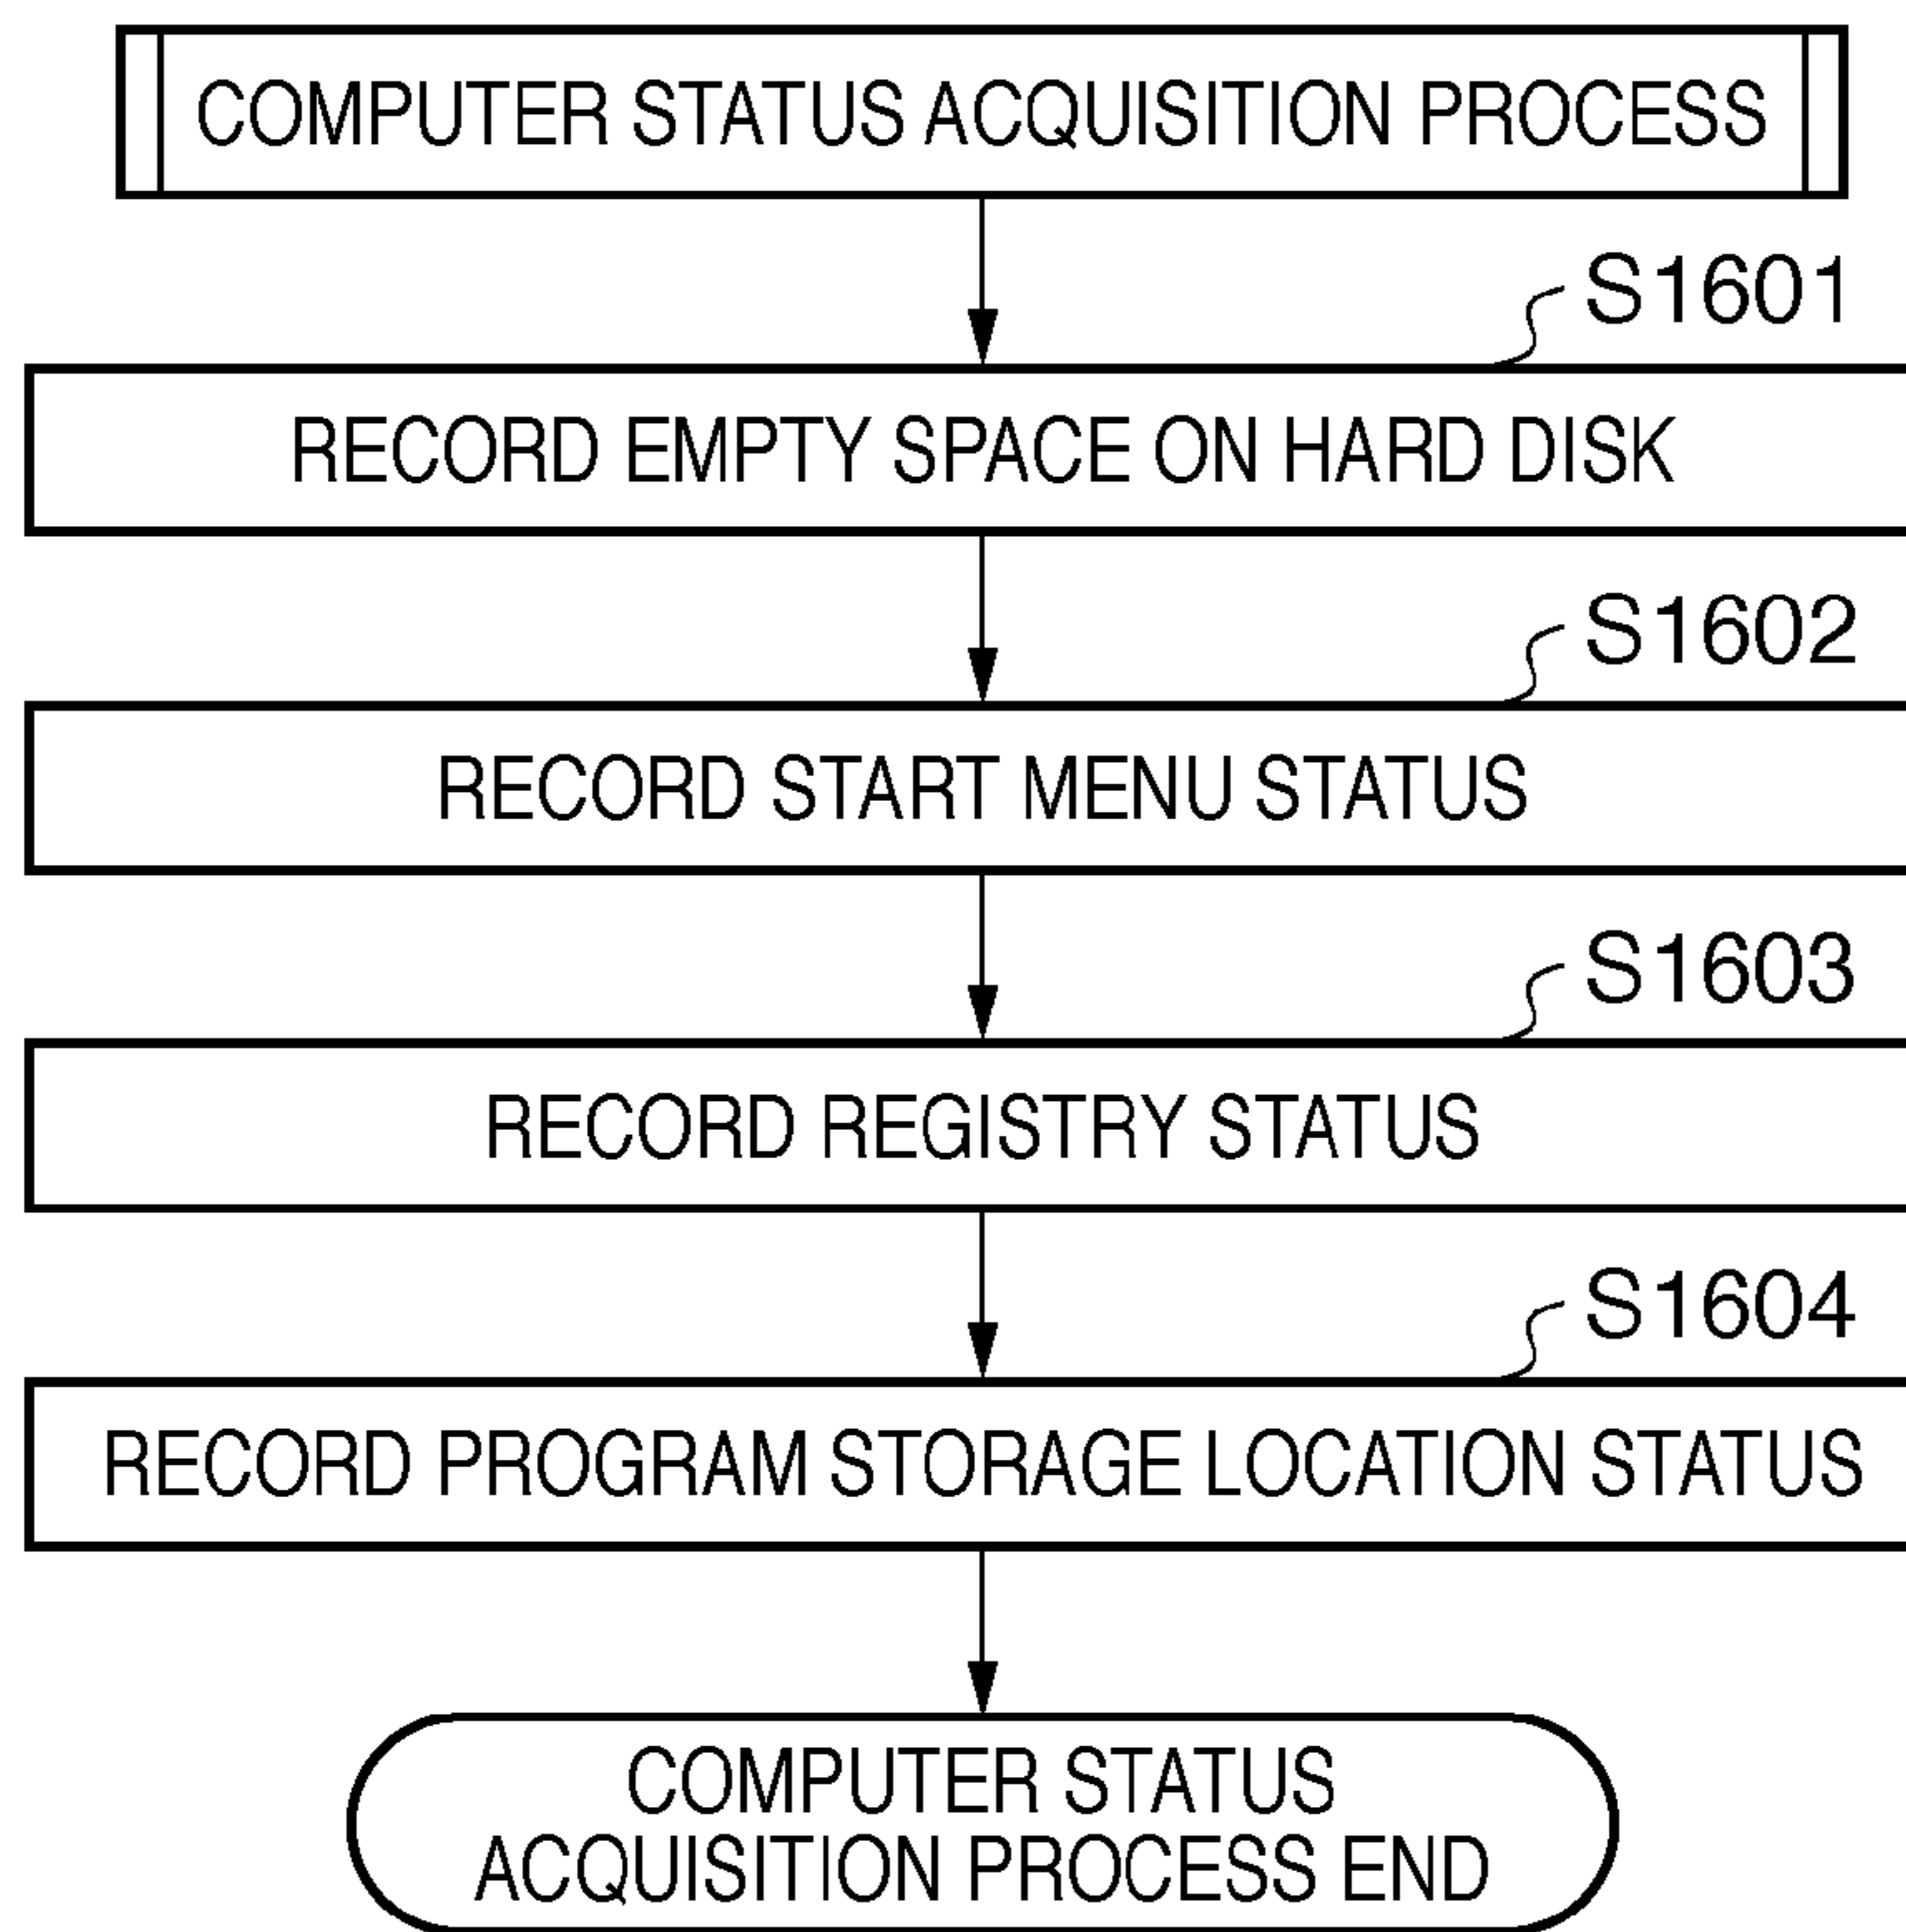 COMPUTER STATUS ACQUISITION PROCESS
S1601
RECORD EMPTY SPACE ON HARD DISK
S1602
RECORD START MENU STATUS
S1603
RECORD REGISTRY STATUS
S1604
RECORD PROGRAM STORAGE LOCATION STATUS
COMPUTER STATUS
ACQUISITION PROCESS END